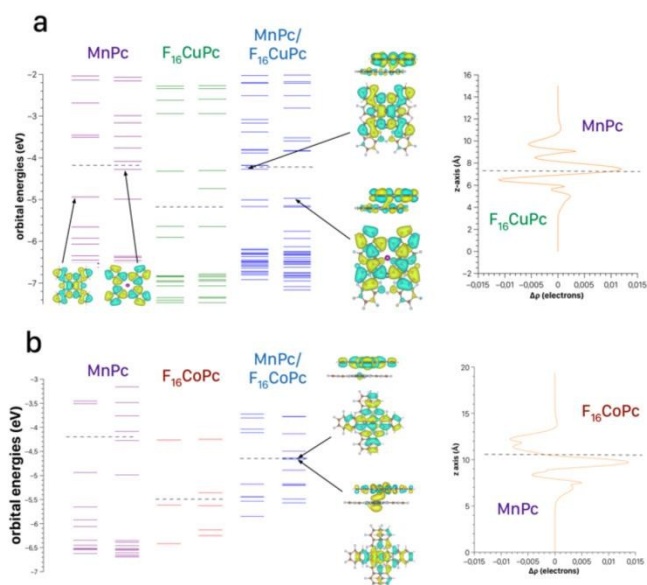 a
MnPc
F16CuPc
MnPc/
F16CuPc
orbital energies (eV)
-2
-3
-4
-5
-6
-7
z-axis (Å)
16
14
12
10
8
6
4
2
0
-2
-4
MnPc
F16CuPc
-0,015 -0,01 -0,005 0 0,005 0,01 0,015
Δρ (electrons)
b
MnPc
F16CoPc
MnPc/
F16CoPc
orbital energies (eV)
-3
-3.5
-4
-4.5
-5
-5.5
-6
-6.5
-7
z axis (Å)
20
15
10
5
0
F16CoPc
MnPc
-0,015 -0,01 -0,005 0 0,005 0,01 0,015
Δρ (electrons)